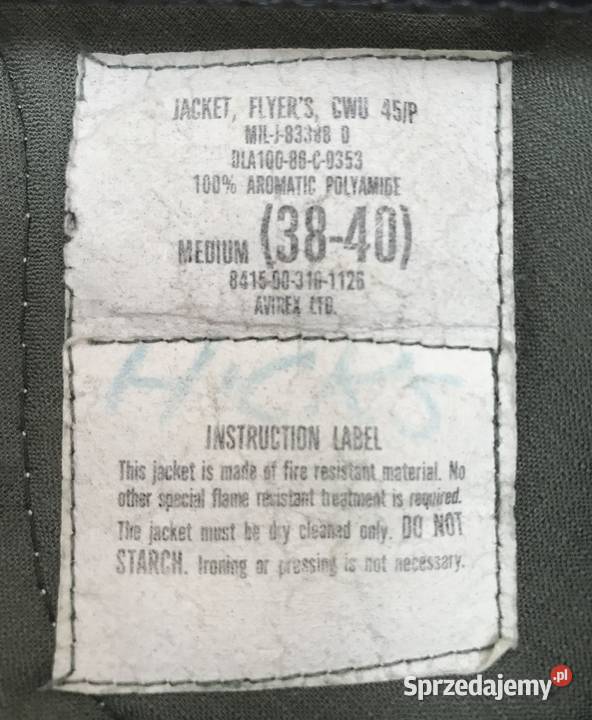 JACKET, FLYER'S, CWU 45/P
MIL-J-83388 D
DLA100-86-C-0353
100% AROMATIC POLYAMIDE
MEDIUM (38-40)
8415-00-310-1126
AVIREX LTD.
HICKS
INSTRUCTION LABEL
This jacket is made of fire resistant material. No
other special flame resistant treatment is required.
The jacket must be dry cleaned only. DO NOT
STARCH. Ironing or pressing is not necessary.
Sprzedajemy.pl